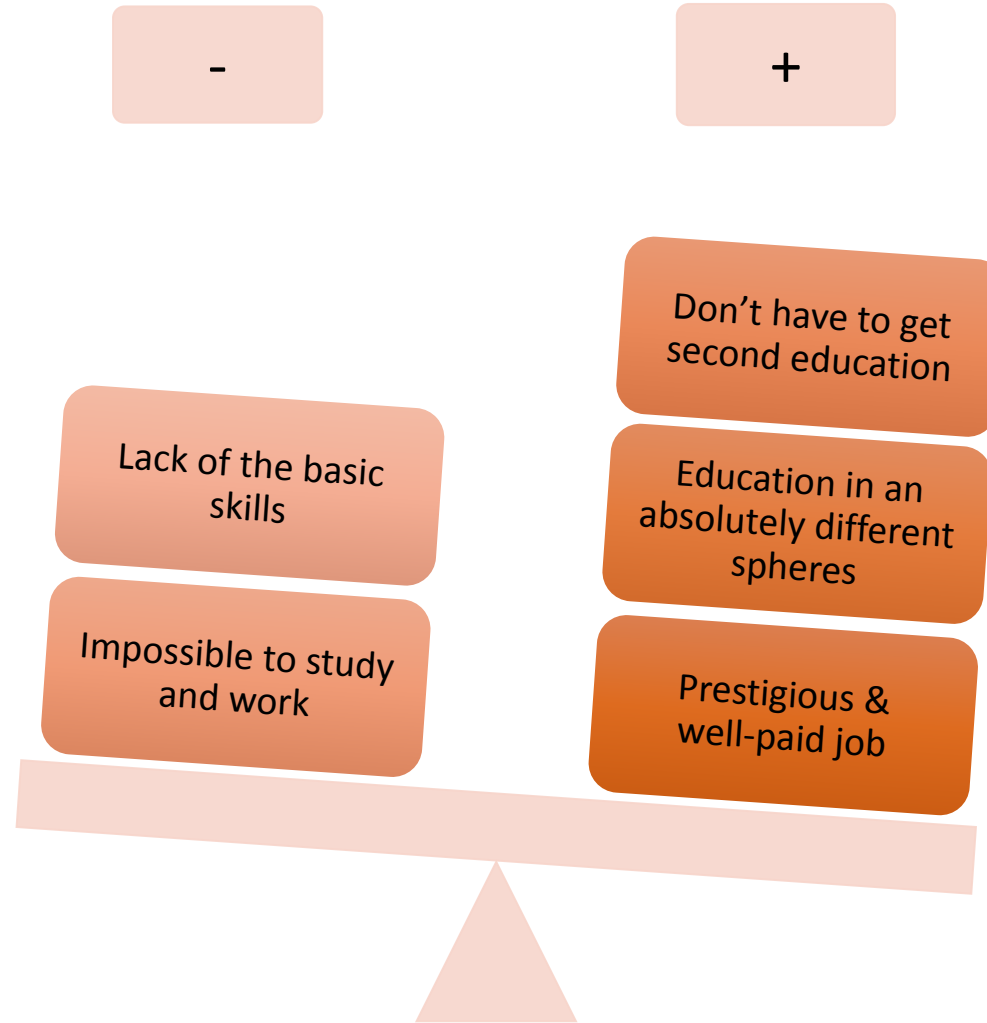 -
+
Don’t have to get
second education
Lack of the basic
skills
Education in an
absolutely different
spheres
Impossible to study
and work
Prestigious &
well-paid job